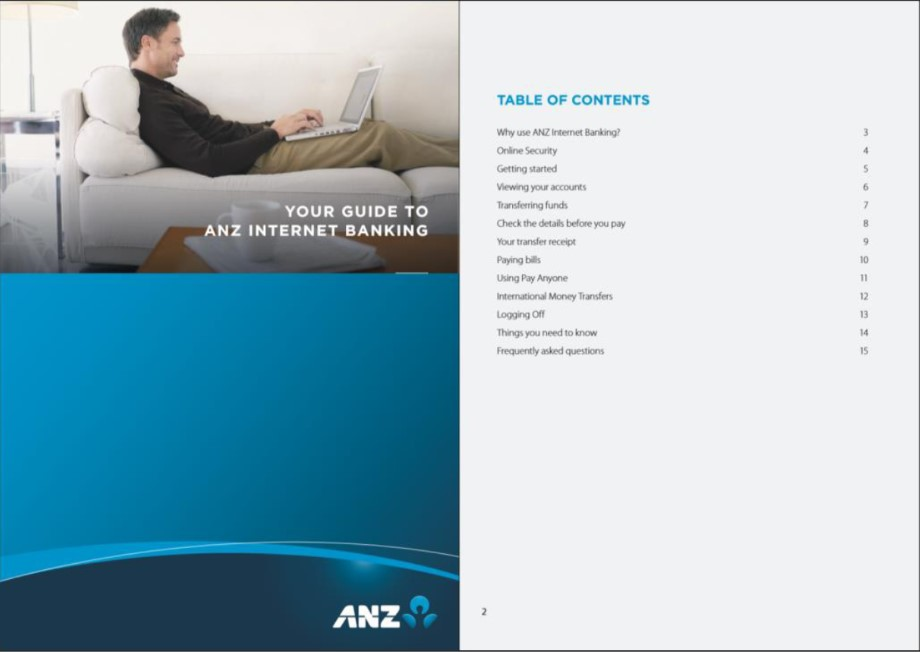 YOUR GUIDE TO
ANZ INTERNET BANKING
ANZ
TABLE OF CONTENTS
Why use ANZ Internet Banking? 3
Online Security 4
Getting started 5
Viewing your accounts 6
Transferring funds 7
Check the details before you pay 8
Your transfer receipt 9
Paying bills 10
Using Pay Anyone 11
International Money Transfers 12
Logging Off 13
Things you need to know 14
Frequently asked questions 15
2